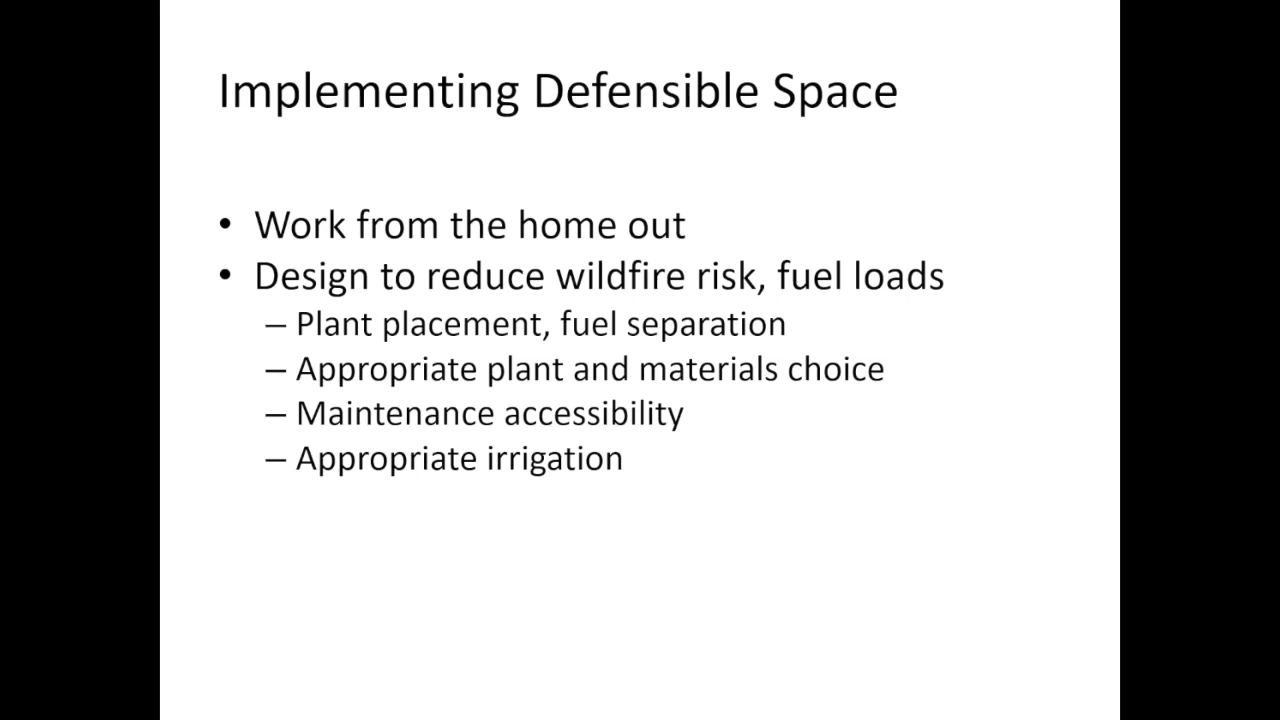 Implementing Defensible Space
• Work from the home out
• Design to reduce wildfire risk, fuel loads
– Plant placement, fuel separation
– Appropriate plant and materials choice
– Maintenance accessibility
– Appropriate irrigation